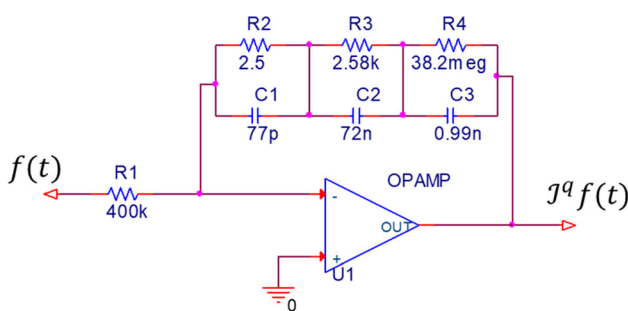 R2 R3 R4
2.5 2.58k 38.2meg
C1 C2 C3
77p 72n 0.99n
f(t) R1 OPAMP 𝒥^q f(t)
400k
-
OUT
+
U1
0